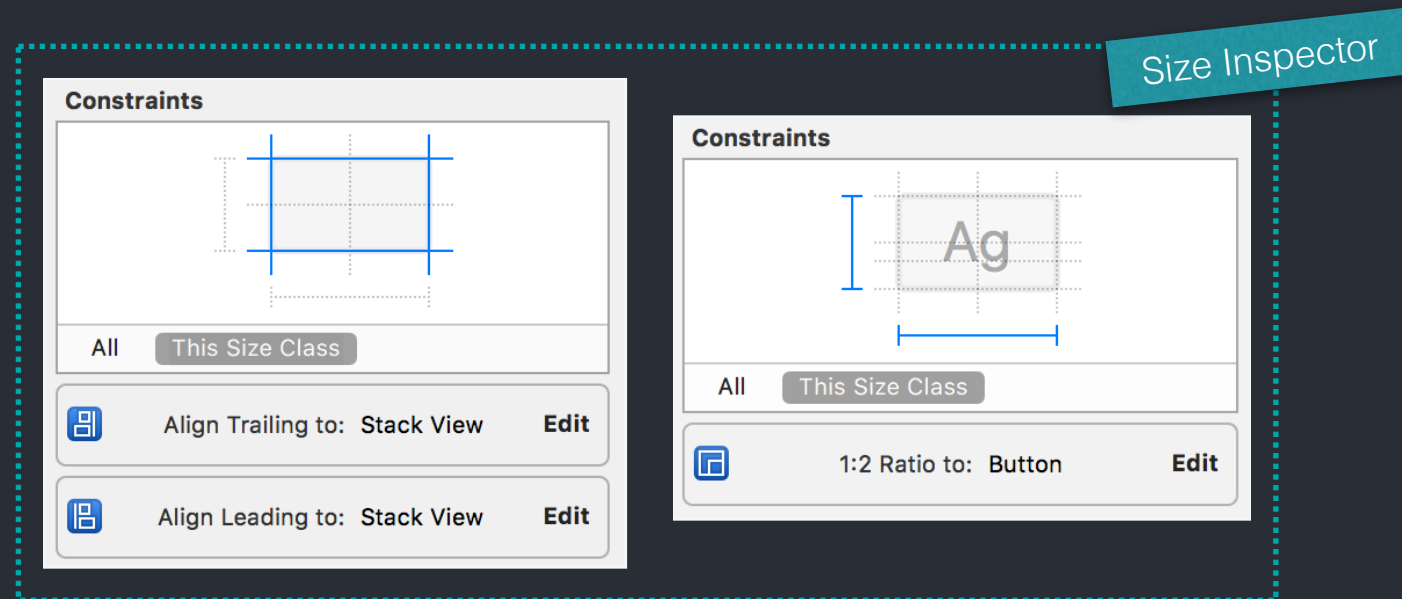 Size Inspector
Constraints
All This Size Class
Align Trailing to: Stack View Edit
Align Leading to: Stack View Edit
Constraints
Ag
All This Size Class
1:2 Ratio to: Button Edit